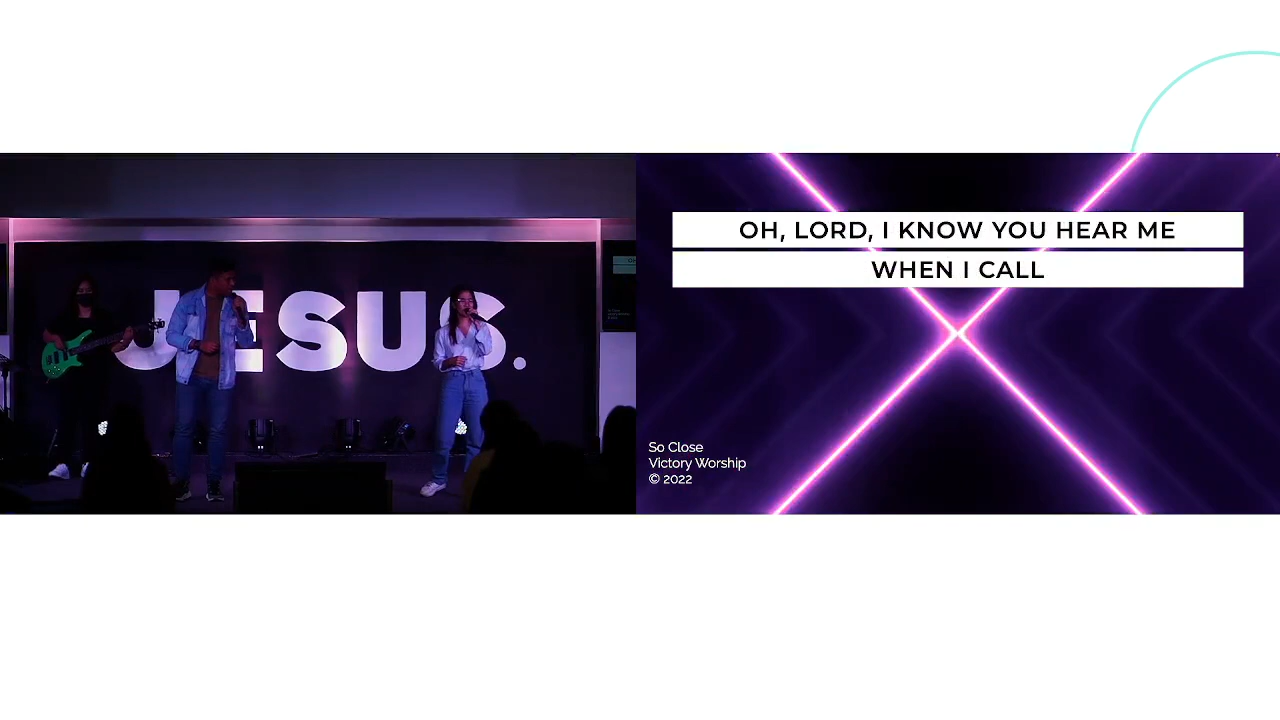 JESUS.
OH, LORD, I KNOW YOU HEAR ME
WHEN I CALL
So Close
Victory Worship
© 2022